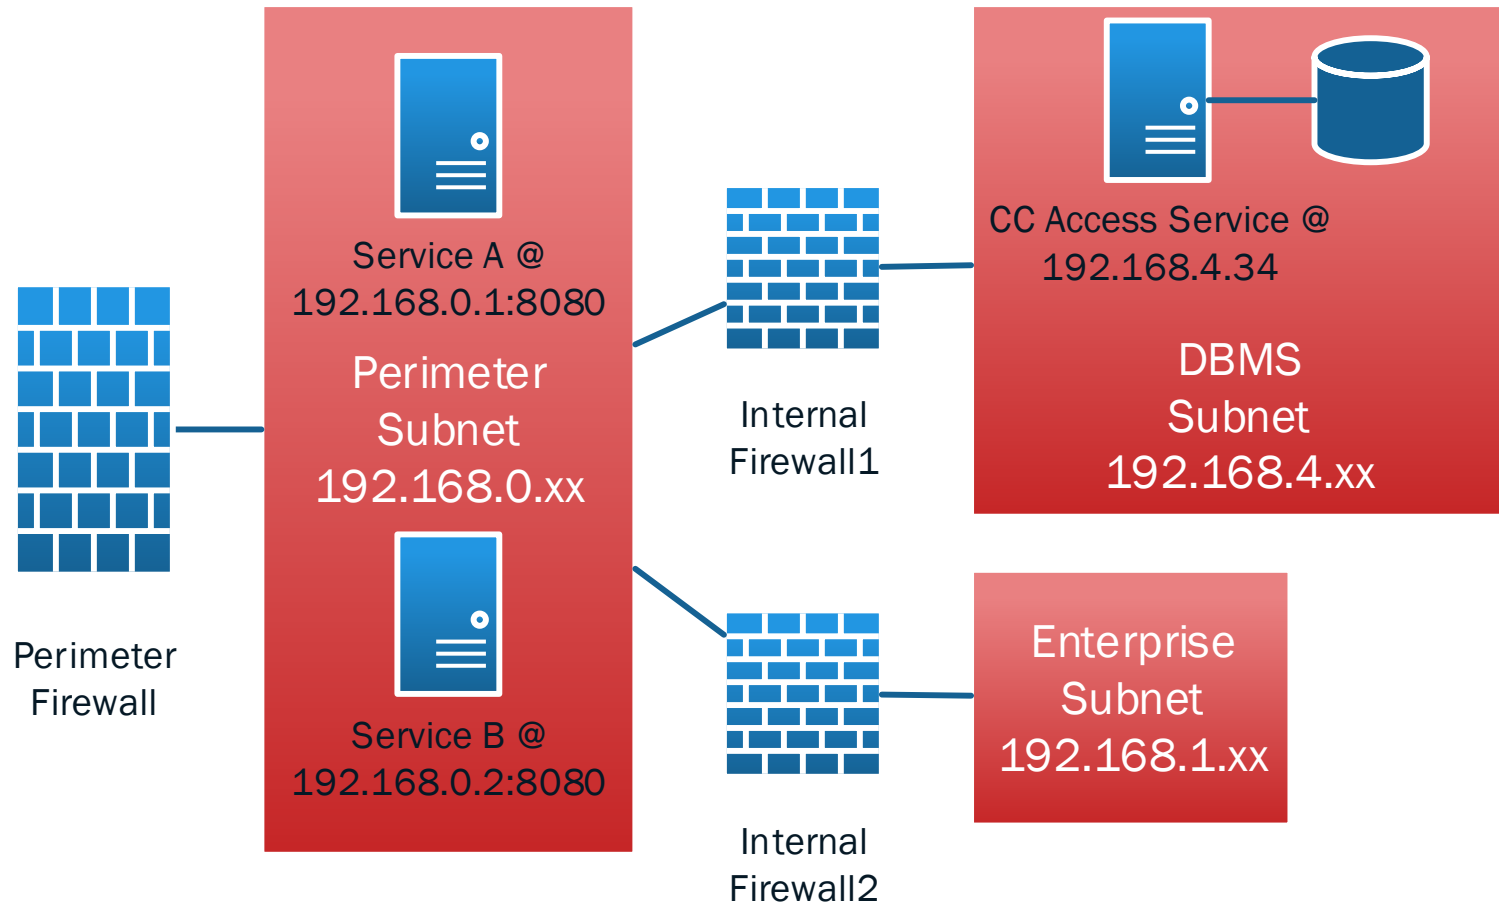 Perimeter
Firewall
Service A @
192.168.0.1:8080
Perimeter
Subnet
192.168.0.xx
Service B @
192.168.0.2:8080
Internal
Firewall1
CC Access Service @
192.168.4.34
DBMS
Subnet
192.168.4.xx
Internal
Firewall2
Enterprise
Subnet
192.168.1.xx